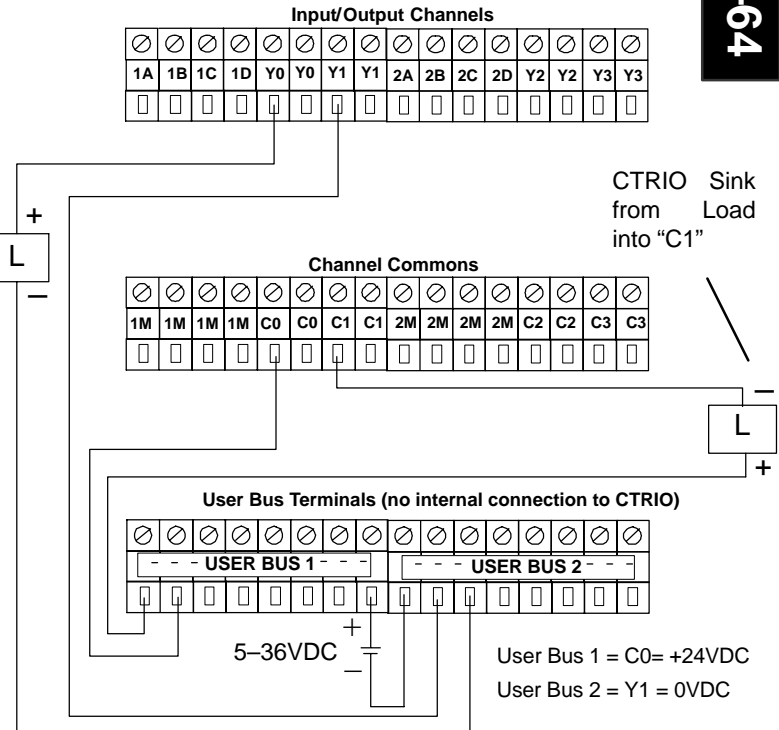 Input/Output Channels
-64
1A 1B 1C 1D Y0 Y0 Y1 Y1 2A 2B 2C 2D Y2 Y2 Y3 Y3
CTRIO Sink
from Load
into “C1”
+
L
–
Channel Commons
1M 1M 1M 1M C0 C0 C1 C1 2M 2M 2M 2M C2 C2 C3 C3
–
L
+
User Bus Terminals (no internal connection to CTRIO)
- - - USER BUS 1 - - - - - - USER BUS 2 - - -
+
5–36VDC
–
User Bus 1 = C0= +24VDC
User Bus 2 = Y1 = 0VDC